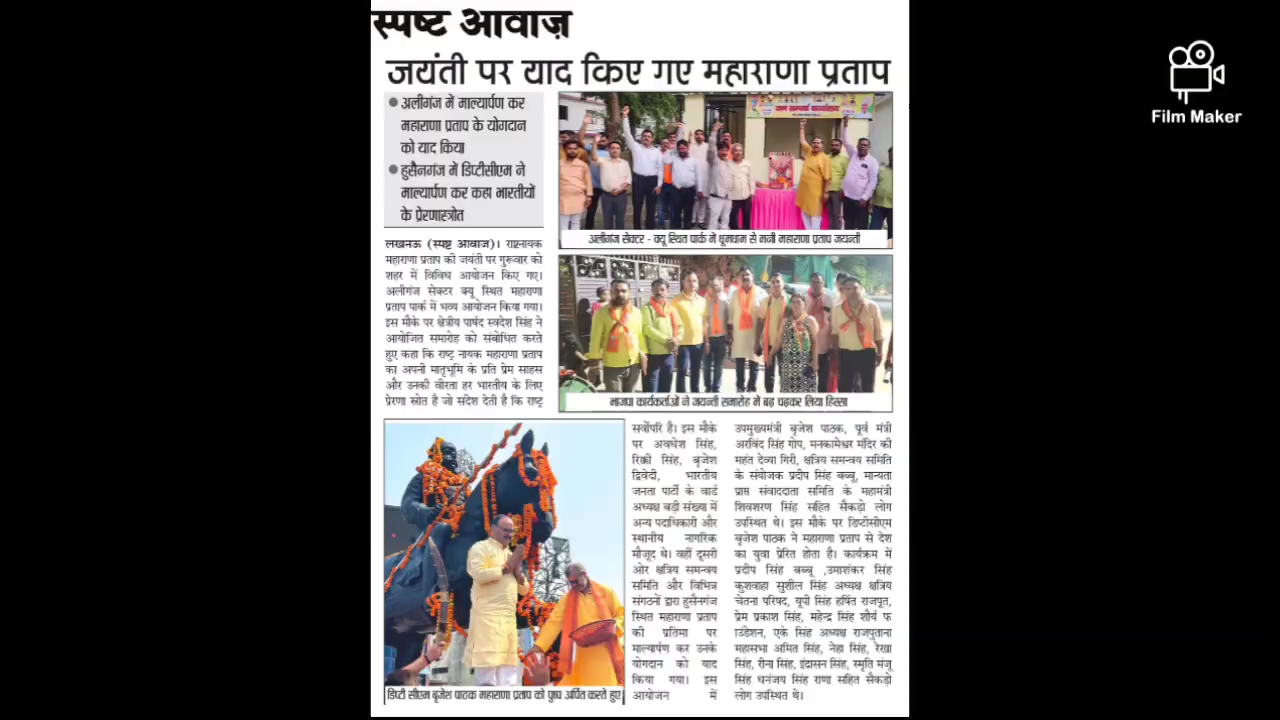 स्पष्ट आवाज़
जयंती पर याद किए गए महाराणा प्रताप
अलीगंज में माल्यार्पण कर
महाराणा प्रताप के योगदान
को याद किया
हुसैनगंज में डिप्टीसीएम ने
माल्यार्पण कर कहा भारतीयों
के प्रेरणास्त्रोत
लखनऊ (स्पष्ट आवाज)। राष्ट्रनायक
महाराणा प्रताप की जयंती पर गुरूवार को
शहर में विविध आयोजन किए गए।
अलीगंज सेक्टर क्यू स्थित महाराणा
प्रताप पार्क में भव्य आयोजन किया गया।
इस मौके पर क्षेत्रीय पार्षद स्वदेश सिंह ने
आयोजित समारोह को संबोधित करते
हुए कहा कि राष्ट्र नायक महाराणा प्रताप
का अपनी मातृभूमि के प्रति प्रेम साहस
और उनकी वीरता हर भारतीय के लिए
प्रेरणा स्रोत है जो संदेश देती है कि राष्ट्र
अलीगंज सेक्टर - क्यू स्थित पार्क में धूमधाम से मनी महाराणा प्रताप जयन्ती
भाजपा कार्यकर्ताओं ने जयन्ती समारोह में बढ़ चढ़कर लिया हिस्सा
डिप्टी सीएम बृजेश पाठक महाराणा प्रताप को पुष्प अर्पित करते हुए
सर्वोपरि है। इस मौके
पर अवधेश सिंह,
रिक्की सिंह, बृजेश
द्विवेदी, भारतीय
जनता पार्टी के वार्ड
अध्यक्ष बड़ी संख्या में
अन्य पदाधिकारी और
स्थानीय नागरिक
मौजूद थे। वहीं दूसरी
ओर क्षत्रिय समन्वय
समिति और विभिन्न
संगठनों द्वारा हुसैनगंज
स्थित महाराणा प्रताप
की प्रतिमा पर
माल्यार्पण कर उनके
योगदान को याद
किया गया। इस
आयोजन में
उपमुख्यमंत्री बृजेश पाठक, पूर्व मंत्री
अरविंद सिंह गोप, मनकामेश्वर मंदिर की
महंत देव्या गिरी, क्षत्रिय समन्वय समिति
के संयोजक प्रदीप सिंह बब्बू, मान्यता
प्राप्त संवाददाता समिति के महामंत्री
शिवशरण सिंह सहित सैकड़ो लोग
उपस्थित थे। इस मौके पर डिप्टीसीएम
बृजेश पाठक ने महाराणा प्रताप से देश
का युवा प्रेरित होता है। कार्यक्रम में
प्रदीप सिंह बब्बू ,उमाशंकर सिंह
कुशवाहा सुशील सिंह अध्यक्ष क्षत्रिय
चेतना परिषद, यूपी सिंह हर्षित राजपूत,
प्रेम प्रकाश सिंह, महेन्द्र सिंह शौर्य फ
ाउंडेशन, एके सिंह अध्यक्ष राजपुताना
महासभा अमित सिंह, नेहा सिंह, रेखा
सिंह, रीना सिंह, इंद्रासन सिंह, स्मृति मंजू
सिंह धनंजय सिंह राणा सहित सैकड़ो
लोग उपस्थित थे।
Film Maker